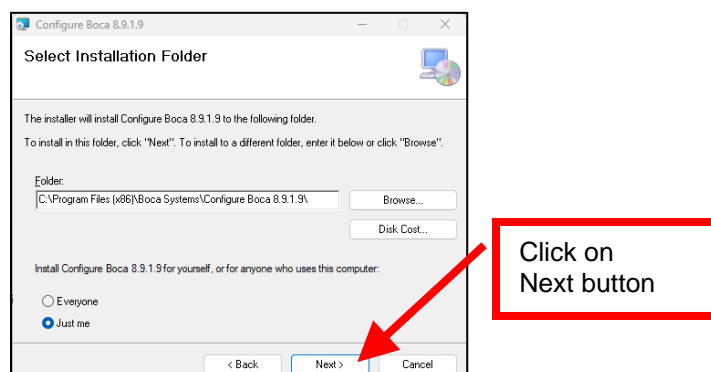 Configure Boca 8.9.1.9
Select Installation Folder
The installer will install Configure Boca 8.9.1.9 to the following folder.
To install in this folder, click "Next". To install to a different folder, enter it below or click "Browse".
Folder:
C:\Program Files (x86)\Boca Systems\Configure Boca 8.9.1.9\
Browse...
Disk Cost...
Install Configure Boca 8.9.1.9 for yourself, or for anyone who uses this computer:
Everyone
Just me
< Back
Next >
Cancel
Click on
Next button